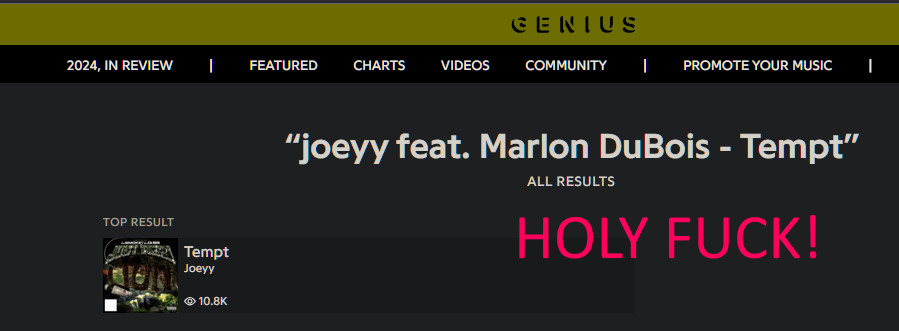 GENIUS
2024, IN REVIEW | FEATURED CHARTS VIDEOS COMMUNITY | PROMOTE YOUR MUSIC |
“joeyy feat. Marlon DuBois - Tempt”
ALL RESULTS
TOP RESULT
HOLY FUCK!
Tempt
Joeyy
10.8K